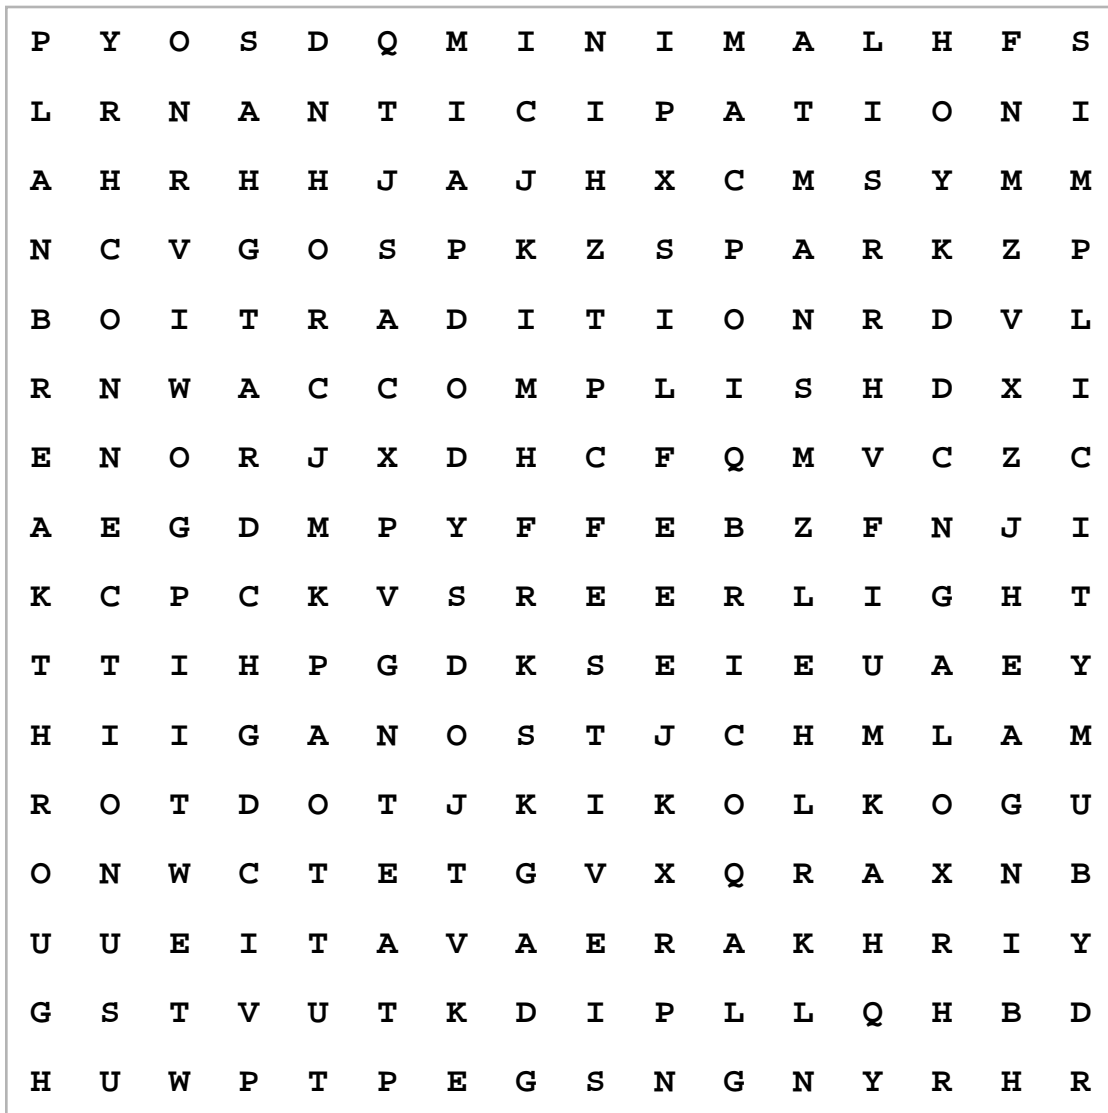 P Y O S D Q M I N I M A L H F S
L R N A N T I C I P A T I O N I
A H R H H J A J H X C M S Y M M
N C V G O S P K Z S P A R K Z P
B O I T R A D I T I O N R D V L
R N W A C C O M P L I S H D X I
E N O R J X D H C F Q M V C Z C
A E G D M P Y F F E B Z F N J I
K C P C K V S R E E R L I G H T
T T I H P G D K S E I E U A E Y
H I I G A N O S T J C H M L A M
R O T D O T J K I K O L K O G U
O N W C T E T G V X Q R A X N B
U U E I T A V A E R A K H R I Y
G S T V U T K D I P L L Q H B D
H U W P T P E G S N G N Y R H R